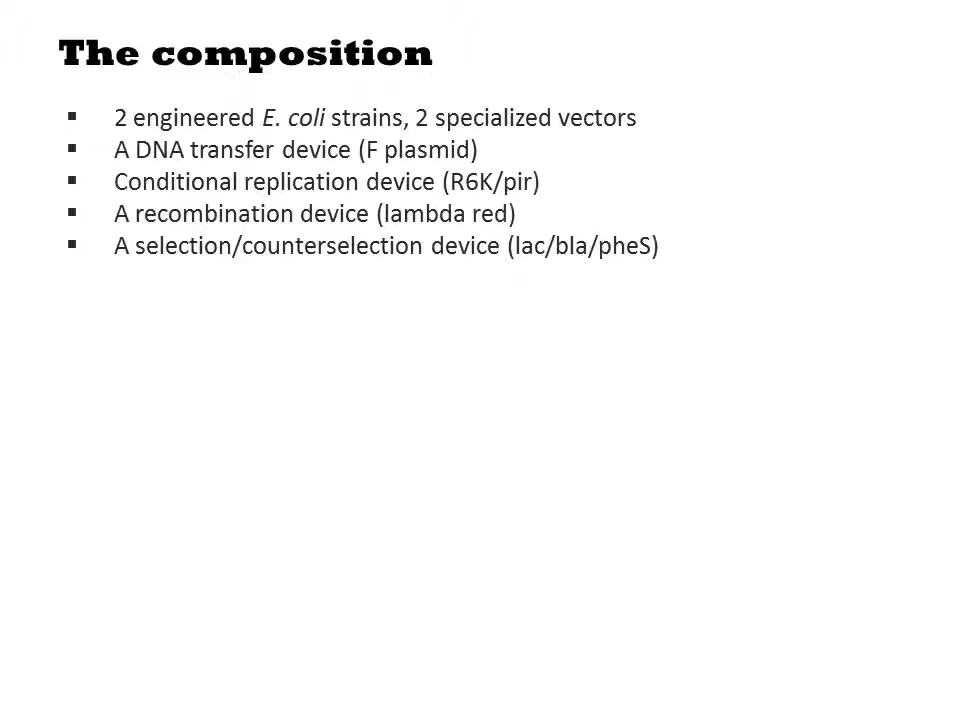 The composition
▪ 2 engineered E. coli strains, 2 specialized vectors
▪ A DNA transfer device (F plasmid)
▪ Conditional replication device (R6K/pir)
▪ A recombination device (lambda red)
▪ A selection/counterselection device (lac/bla/pheS)